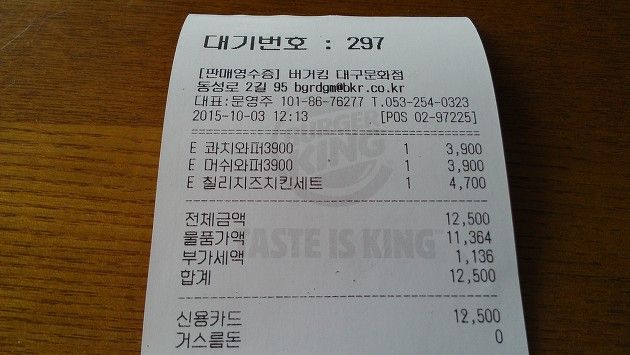 대기번호 : 297
[판매영수증] 버거킹 대구문화점
동성로 2길 95 bgrdgm@bkr.co.kr
대표:문영주 101-86-76277 T.053-254-0323
2015-10-03 12:13 [POS 02-97225]
E 콰치와퍼3900 1 3,900
E 머쉬와퍼3900 1 3,900
E 칠리치즈치킨세트 1 4,700
전체금액 12,500
물품가액 11,364
부가세액 1,136
합계 12,500
신용카드 12,500
거스름돈 0
BURGER KING
TASTE IS KING™